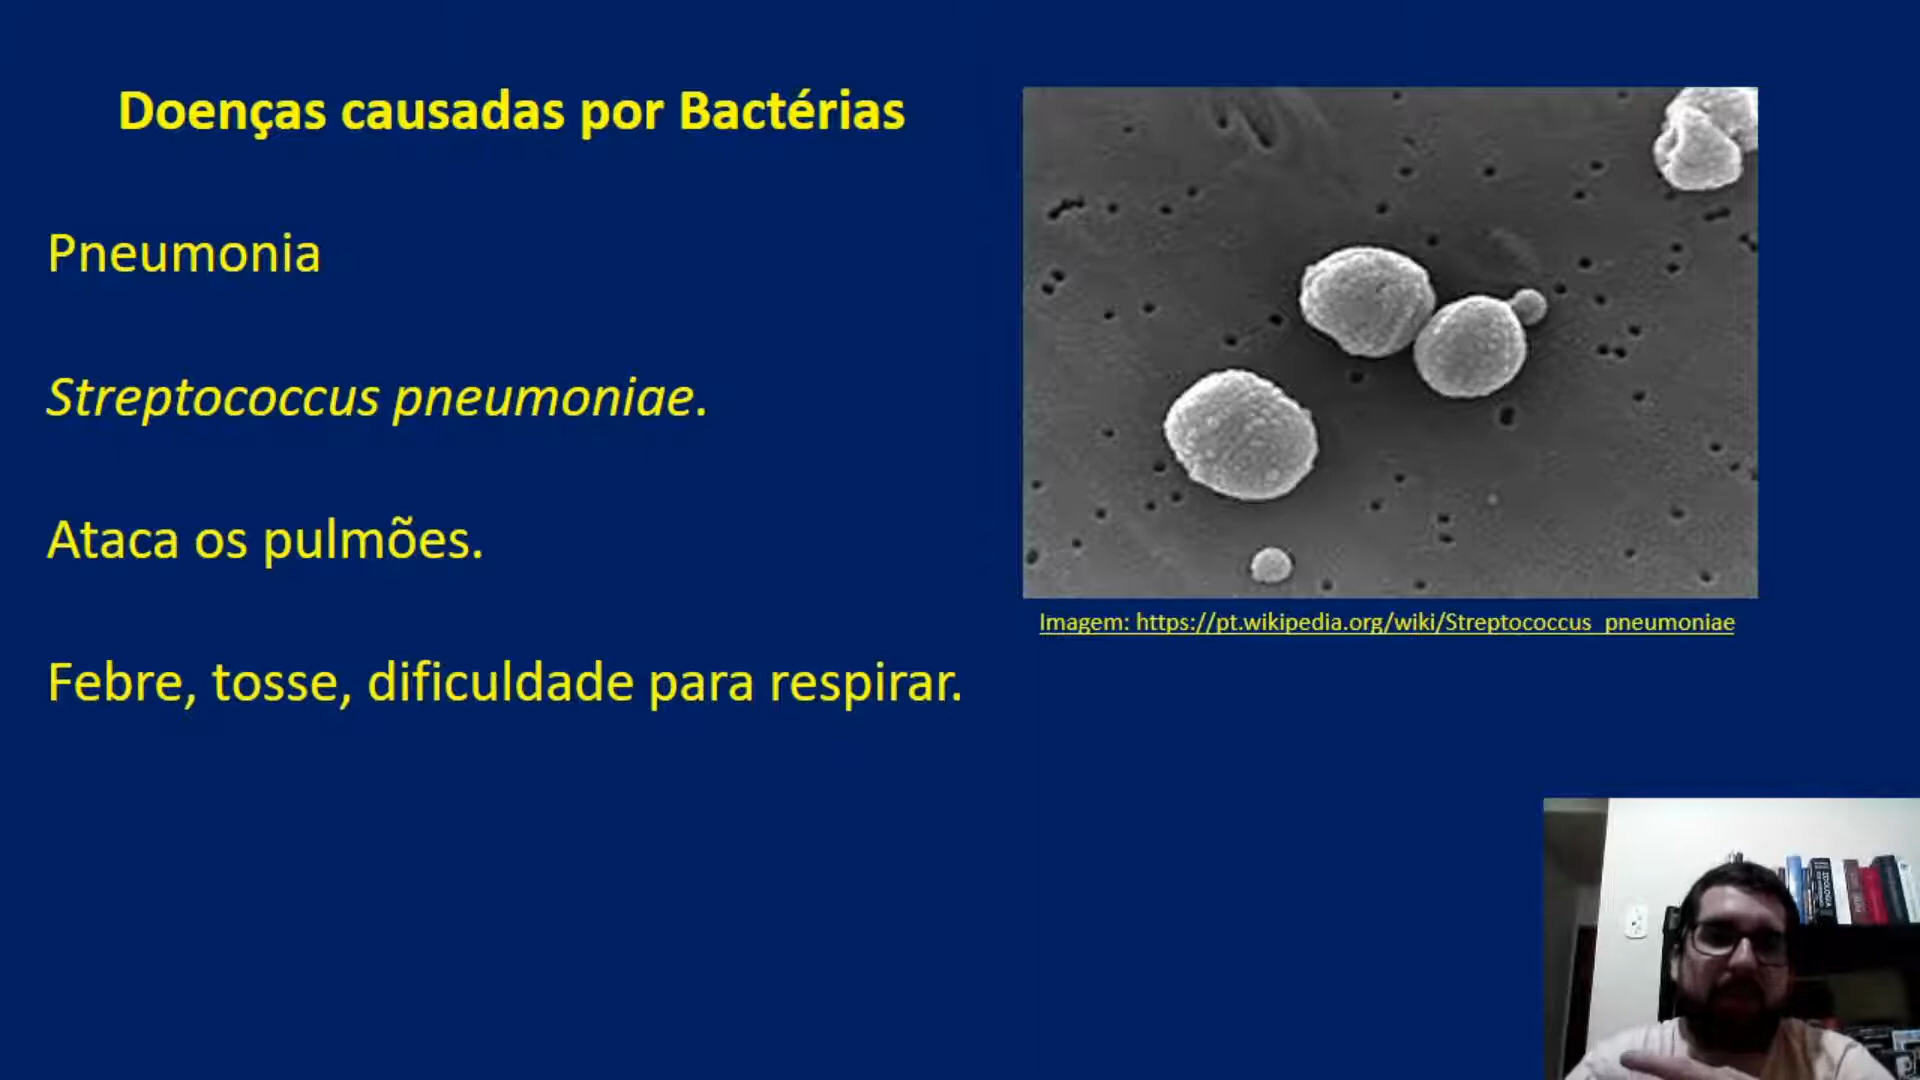 Doenças causadas por Bactérias
Pneumonia
Streptococcus pneumoniae.
Ataca os pulmões.
Febre, tosse, dificuldade para respirar.
Imagem: https://pt.wikipedia.org/wiki/Streptococcus_pneumoniae
ZOOLOGIA